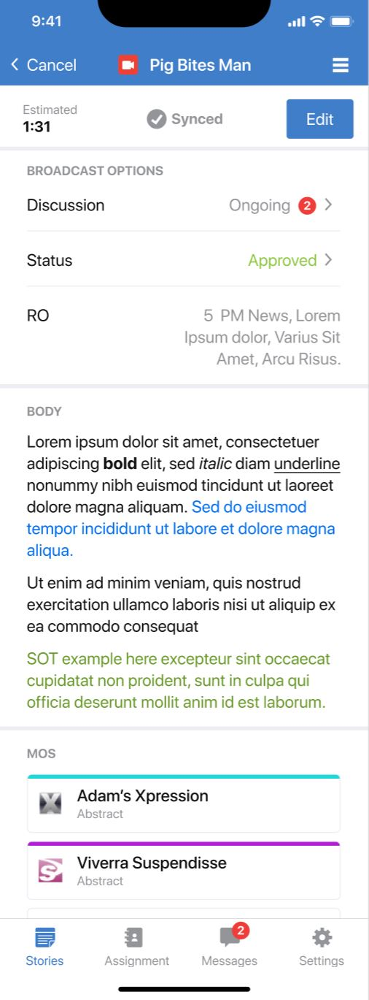 9:41
Cancel Pig Bites Man
Estimated
1:31
Synced
Edit
BROADCAST OPTIONS
Discussion Ongoing 2
Status Approved
RO 5 PM News, Lorem
Ipsum dolor, Varius Sit
Amet, Arcu Risus.
BODY
Lorem ipsum dolor sit amet, consectetuer
adipiscing bold elit, sed italic diam underline
nonummy nibh euismod tincidunt ut laoreet
dolore magna aliquam. Sed do eiusmod
tempor incididunt ut labore et dolore magna
aliqua.
Ut enim ad minim veniam, quis nostrud
exercitation ullamco laboris nisi ut aliquip ex
ea commodo consequat
SOT example here excepteur sint occaecat
cupidatat non proident, sunt in culpa qui
officia deserunt mollit anim id est laborum.
MOS
Adam’s Xpression
Abstract
Viverra Suspendisse
Abstract
2
Stories Assignment Messages Settings